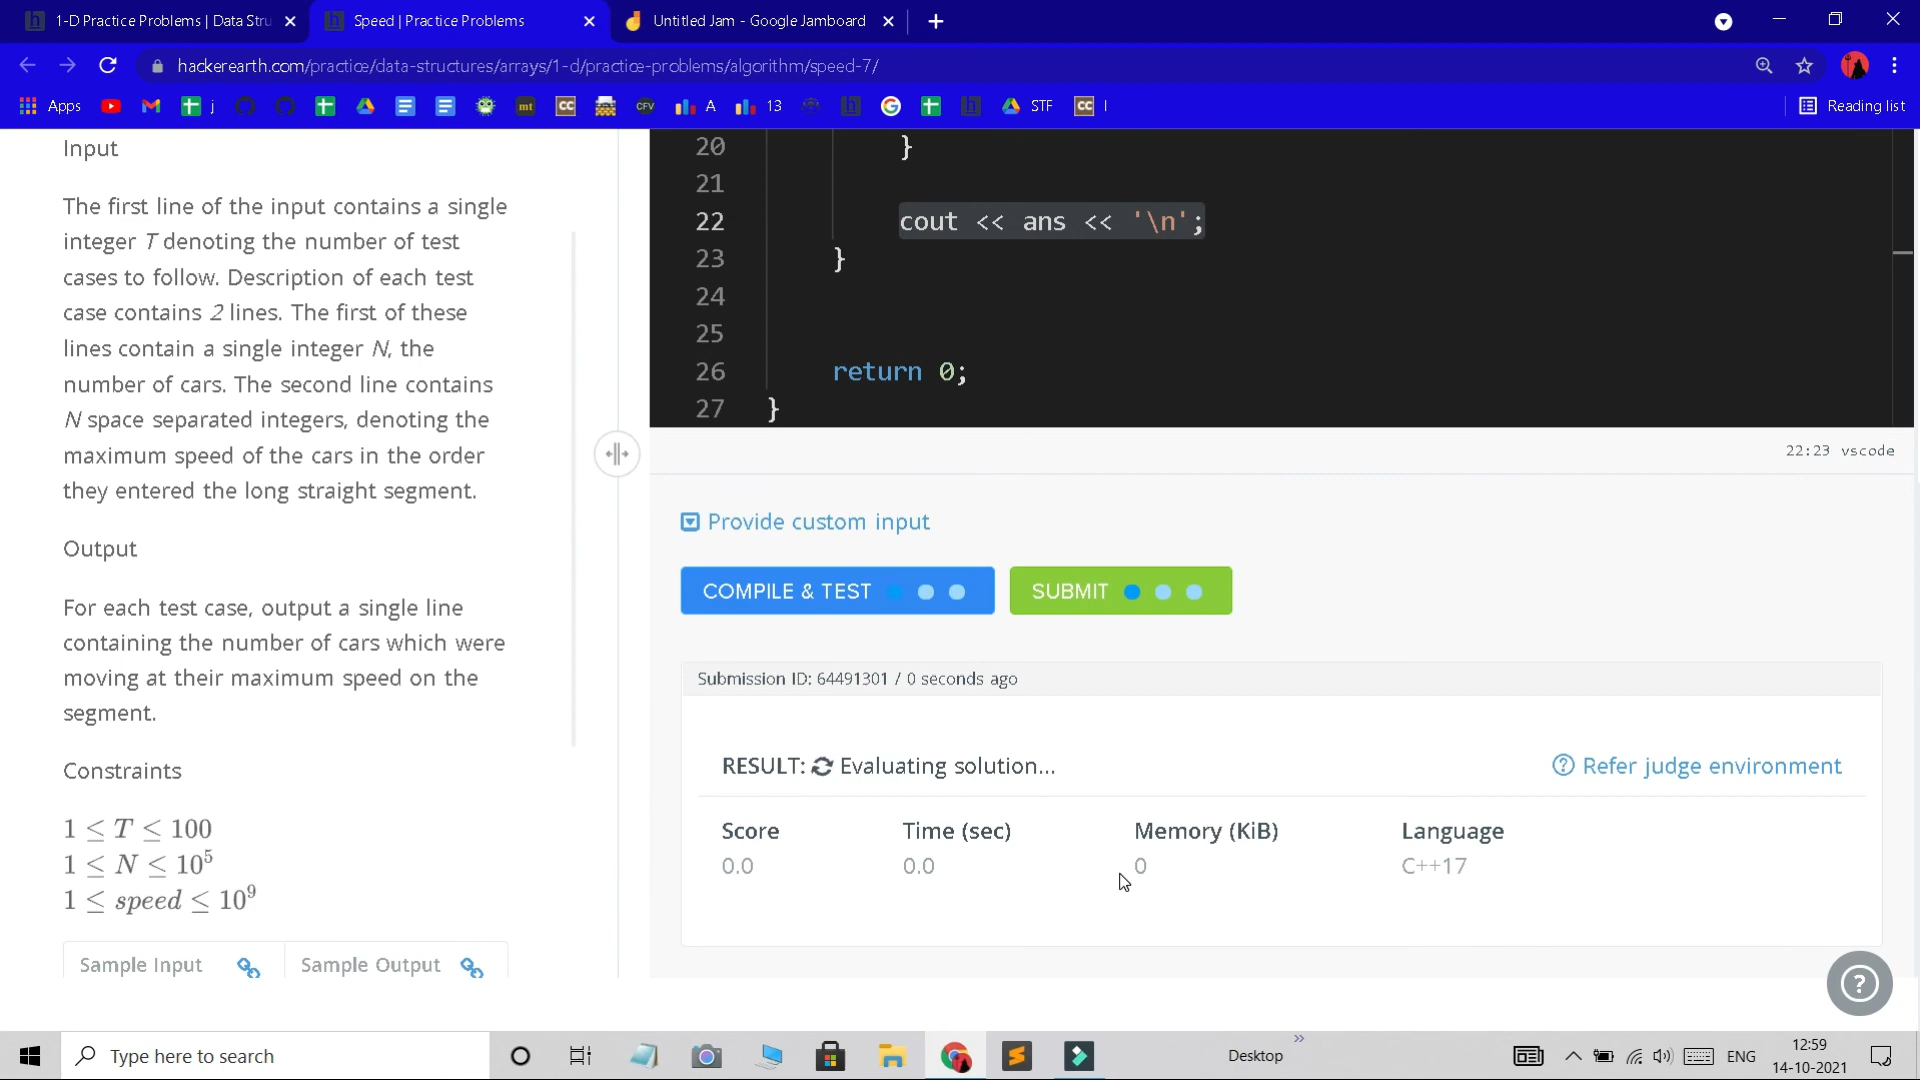 1-D Practice Problems | Data Stru
Speed | Practice Problems
Untitled Jam - Google Jamboard
hackerearth.com/practice/data-structures/arrays/1-d/practice-problems/algorithm/speed-7/
Apps
j
mt
CC
CFV
A
13
STF
CC
I
Reading list
Input
The first line of the input contains a single
integer T denoting the number of test
cases to follow. Description of each test
case contains 2 lines. The first of these
lines contain a single integer N, the
number of cars. The second line contains
N space separated integers, denoting the
maximum speed of the cars in the order
they entered the long straight segment.
Output
For each test case, output a single line
containing the number of cars which were
moving at their maximum speed on the
segment.
Constraints
1 ≤ T ≤ 100
1 ≤ N ≤ 10⁵
1 ≤ speed ≤ 10⁹
Sample Input
Sample Output
20 }
21
22 cout << ans << '\n';
23 }
24
25
26 return 0;
27 }
22:23 vscode
Provide custom input
COMPILE & TEST
SUBMIT
Submission ID: 64491301 / 0 seconds ago
RESULT: Evaluating solution...
Refer judge environment
Score Time (sec) Memory (KiB) Language
0.0 0.0 0 C++17
?
Type here to search
Desktop
»
ENG
12:59
14-10-2021